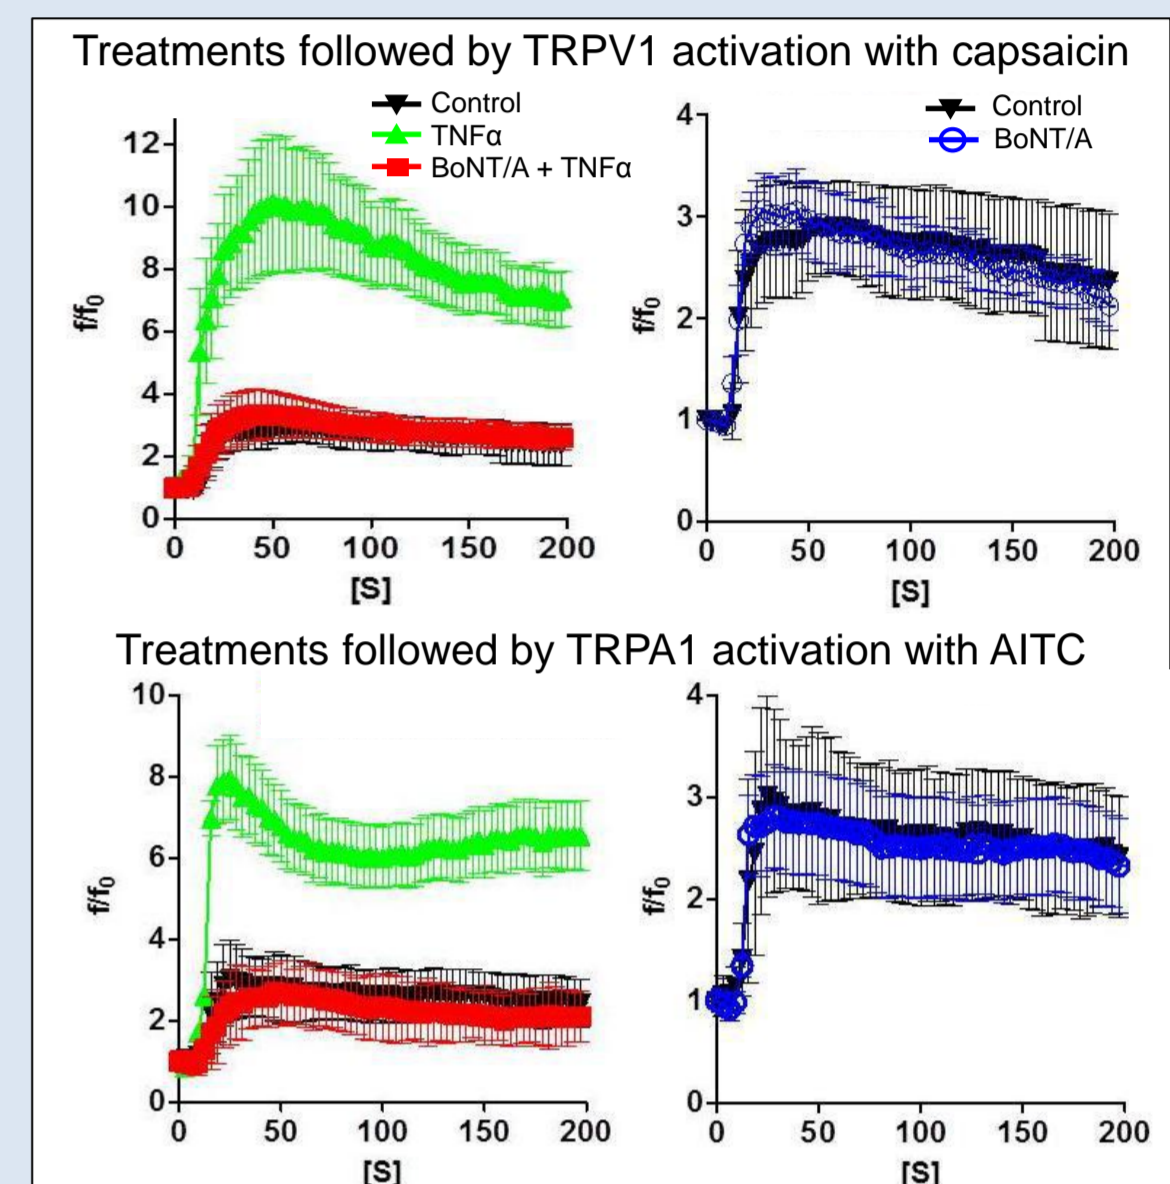 Treatments followed by TRPV1 activation with capsaicin
Control
TNFα
BoNT/A + TNFα
12
10
8
6
4
2
0
f/f0
0 50 100 150 200
[S]
Control
BoNT/A
4
3
2
1
0
f/f0
0 50 100 150 200
[S]
Treatments followed by TRPA1 activation with AITC
10
8
6
4
2
0
f/f0
0 50 100 150 200
[S]
4
3
2
1
0
f/f0
0 50 100 150 200
[S]